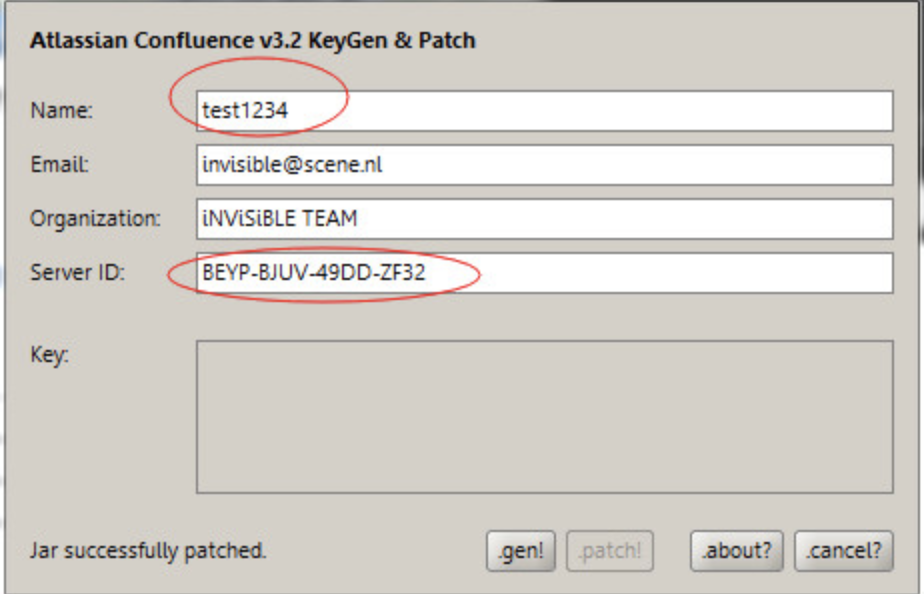 Atlassian Confluence v3.2 KeyGen & Patch
Name: test1234
Email: invisible@scene.nl
Organization: iNViSiBLE TEAM
Server ID: BEYP-BJUV-49DD-ZF32
Key:
Jar successfully patched. .gen! .patch! .about? .cancel?